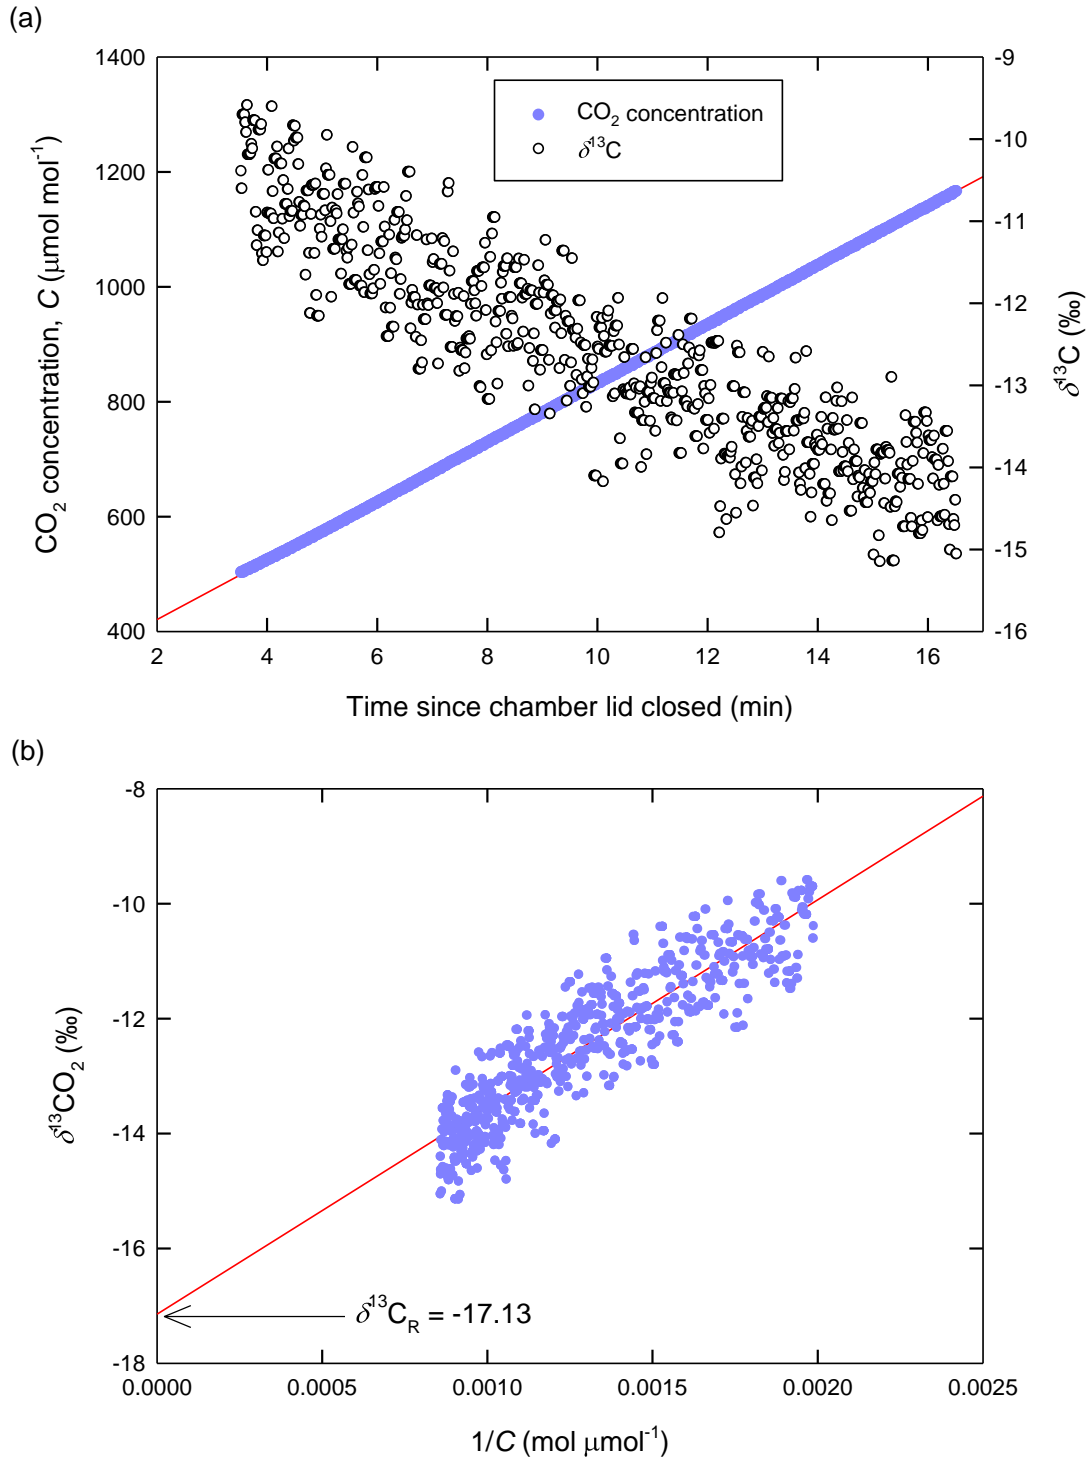 (a)
1400
1200
1000
800
600
400
CO₂ concentration, C (μmol mol⁻¹)
CO₂ concentration
δ¹³C
-9
-10
-11
-12
-13
-14
-15
-16
δ¹³C (‰)
2 4 6 8 10 12 14 16
Time since chamber lid closed (min)
(b)
-8
-10
-12
-14
-16
-18
δ¹³CO₂ (‰)
δ¹³C_R = -17.13
0.0000 0.0005 0.0010 0.0015 0.0020 0.0025
1/C (mol μmol⁻¹)